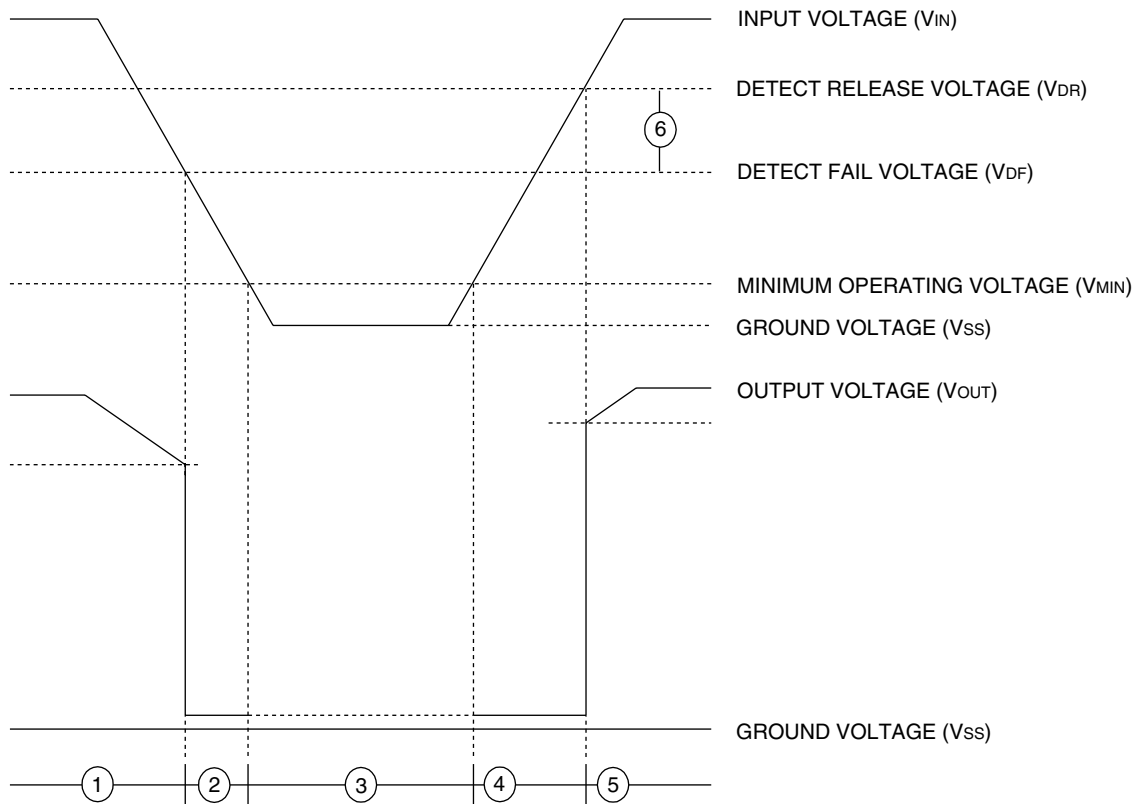 INPUT VOLTAGE (VIN)
DETECT RELEASE VOLTAGE (VDR)
6
DETECT FAIL VOLTAGE (VDF)
MINIMUM OPERATING VOLTAGE (VMIN)
GROUND VOLTAGE (VSS)
OUTPUT VOLTAGE (VOUT)
GROUND VOLTAGE (VSS)
1 2 3 4 5